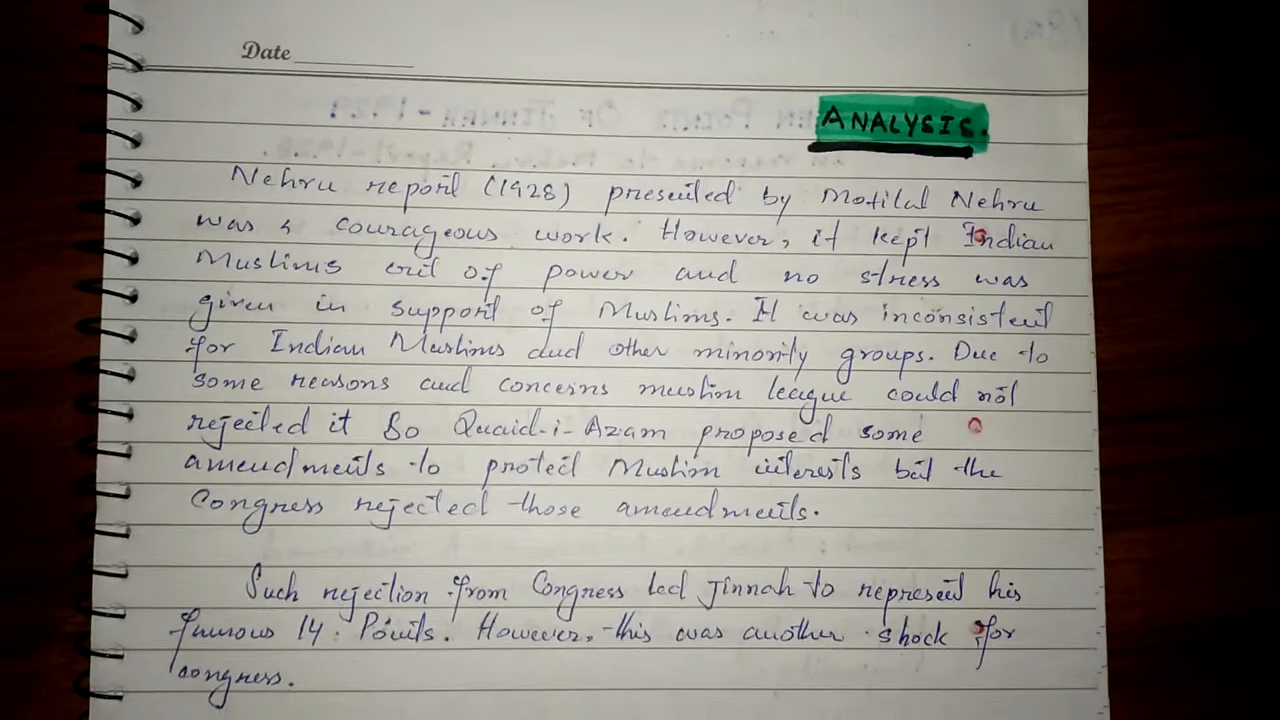 Date
ANALYSIS.
Nehru report (1928) presented by Motilal Nehru
was a courageous work. However, it kept Indian
Muslims out of power and no stress was
given in support of Muslims. It was inconsistent
for Indian Muslims and other minority groups. Due to
some reasons and concerns muslim league could not
rejected it So Quaid-i-Azam proposed some
amendments to protect Muslim interests but the
Congress rejected those amendments.
Such rejection from Congress led Jinnah to represent his
famous 14 Points. However, this was another shock for
congress.